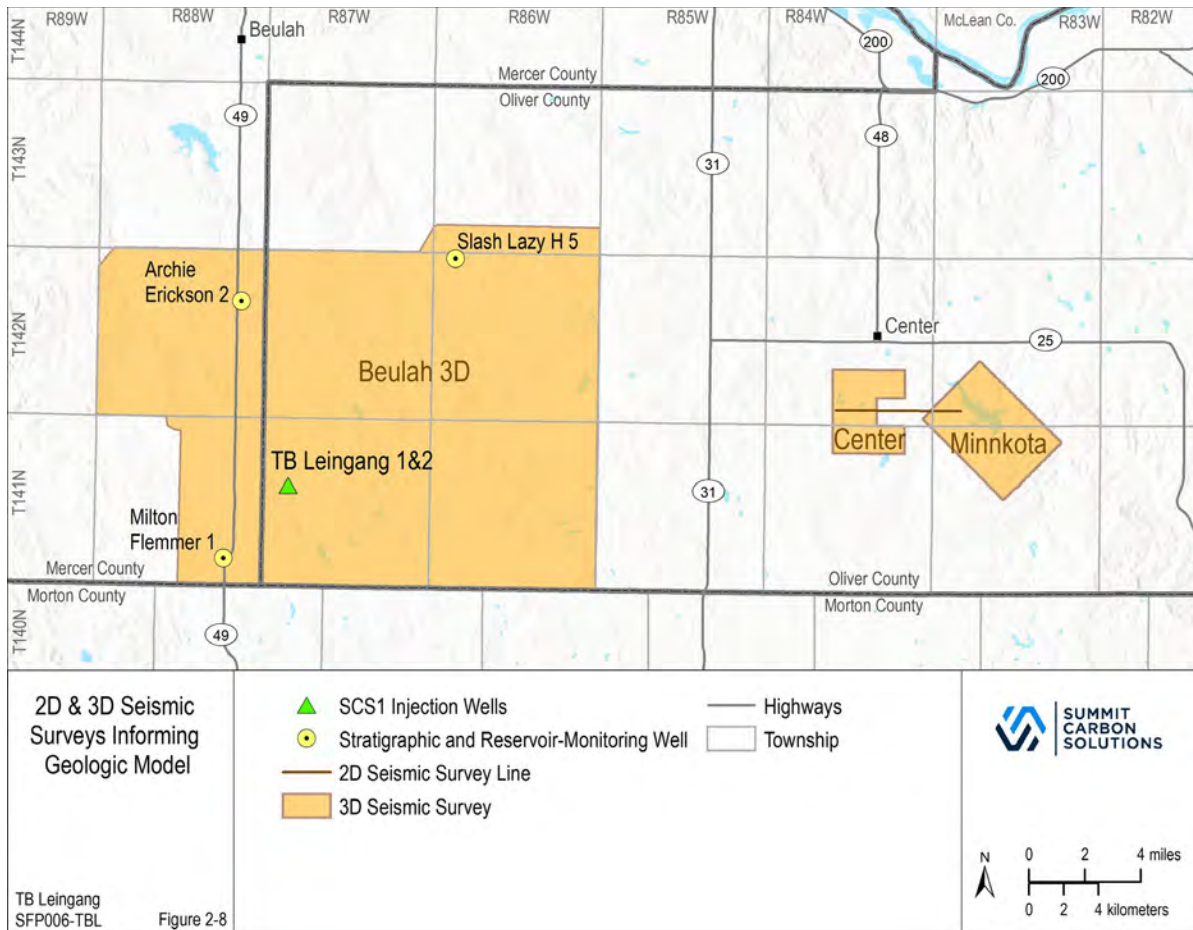 R89W
R88W
R87W
R86W
R85W
R84W
McLean Co.
R83W
R82W
T144N
Beulah
200
Mercer County
Oliver County
200
49
T143N
48
31
Slash Lazy H 5
Archie
Erickson 2
T142N
Center
25
Beulah 3D
Center
Minnkota
TB Leingang 1&2
T141N
31
Milton
Flemmer 1
Mercer County
Morton County
Oliver County
Morton County
T140N
49
2D & 3D Seismic
Surveys Informing
Geologic Model
TB Leingang
SFP006-TBL
Figure 2-8
SCS1 Injection Wells
Stratigraphic and Reservoir-Monitoring Well
2D Seismic Survey Line
3D Seismic Survey
Highways
Township
SUMMIT
CARBON
SOLUTIONS
N
0 2 4 miles
0 2 4 kilometers